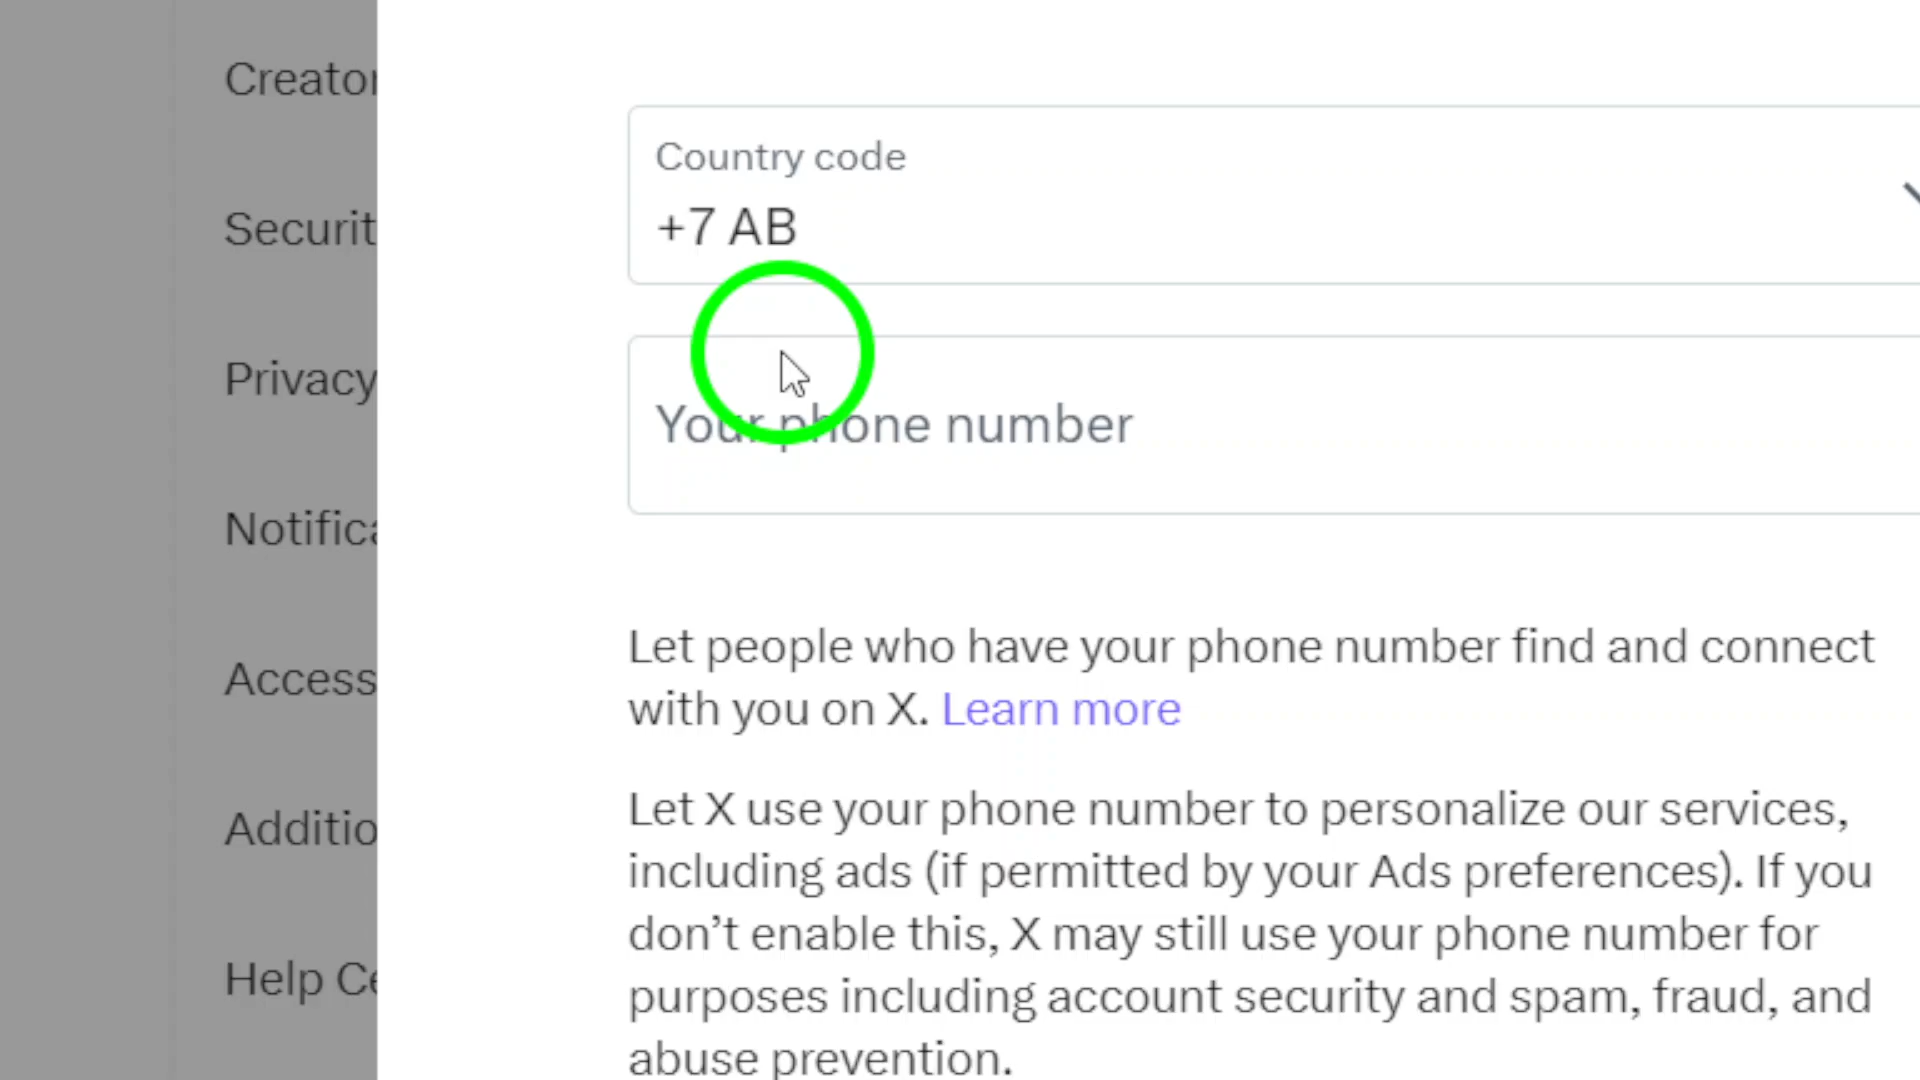 Creator
Securit
Privacy
Notifica
Access
Additio
Help Ce
Country code
+7 AB
Your phone number
Let people who have your phone number find and connect
with you on X. Learn more
Let X use your phone number to personalize our services,
including ads (if permitted by your Ads preferences). If you
don’t enable this, X may still use your phone number for
purposes including account security and spam, fraud, and
abuse prevention.